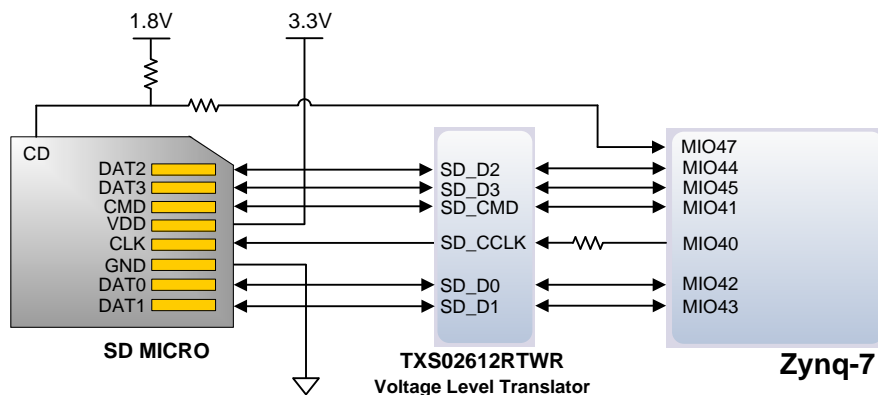 1.8V 3.3V
CD
DAT2 SD_D2 MIO47
DAT3 SD_D3 MIO44
CMD SD_CMD MIO45
VDD MIO41
CLK SD_CCLK MIO40
GND
DAT0 SD_D0 MIO42
DAT1 SD_D1 MIO43
SD MICRO
TXS02612RTWR
Voltage Level Translator
Zynq-7